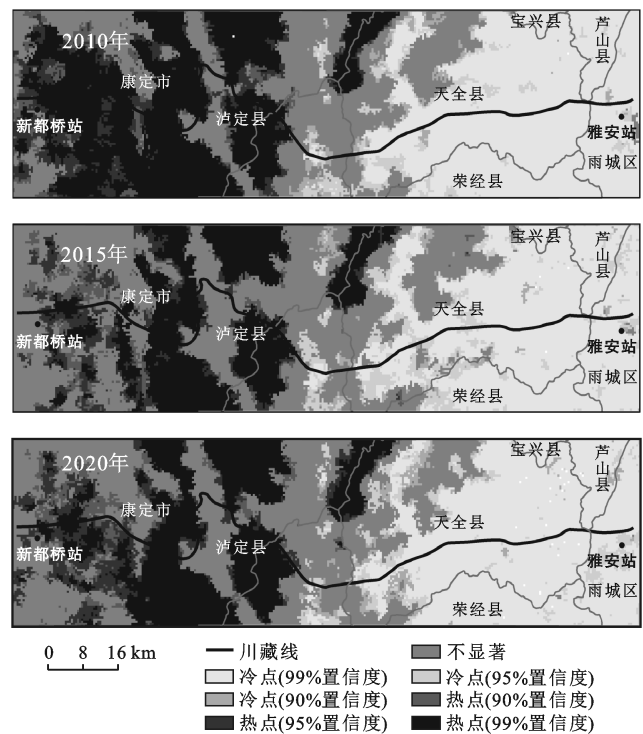 2010年
宝兴县
芦山县
康定市
天全县
新都桥站
泸定县
雅安站
雨城区
荥经县
2015年
宝兴县
芦山县
康定市
天全县
新都桥站
泸定县
雅安站
雨城区
荥经县
2020年
宝兴县
芦山县
康定市
天全县
新都桥站
泸定县
雅安站
雨城区
荥经县
0 8 16 km
川藏线 不显著
冷点(99%置信度) 冷点(95%置信度)
冷点(90%置信度) 热点(90%置信度)
热点(95%置信度) 热点(99%置信度)